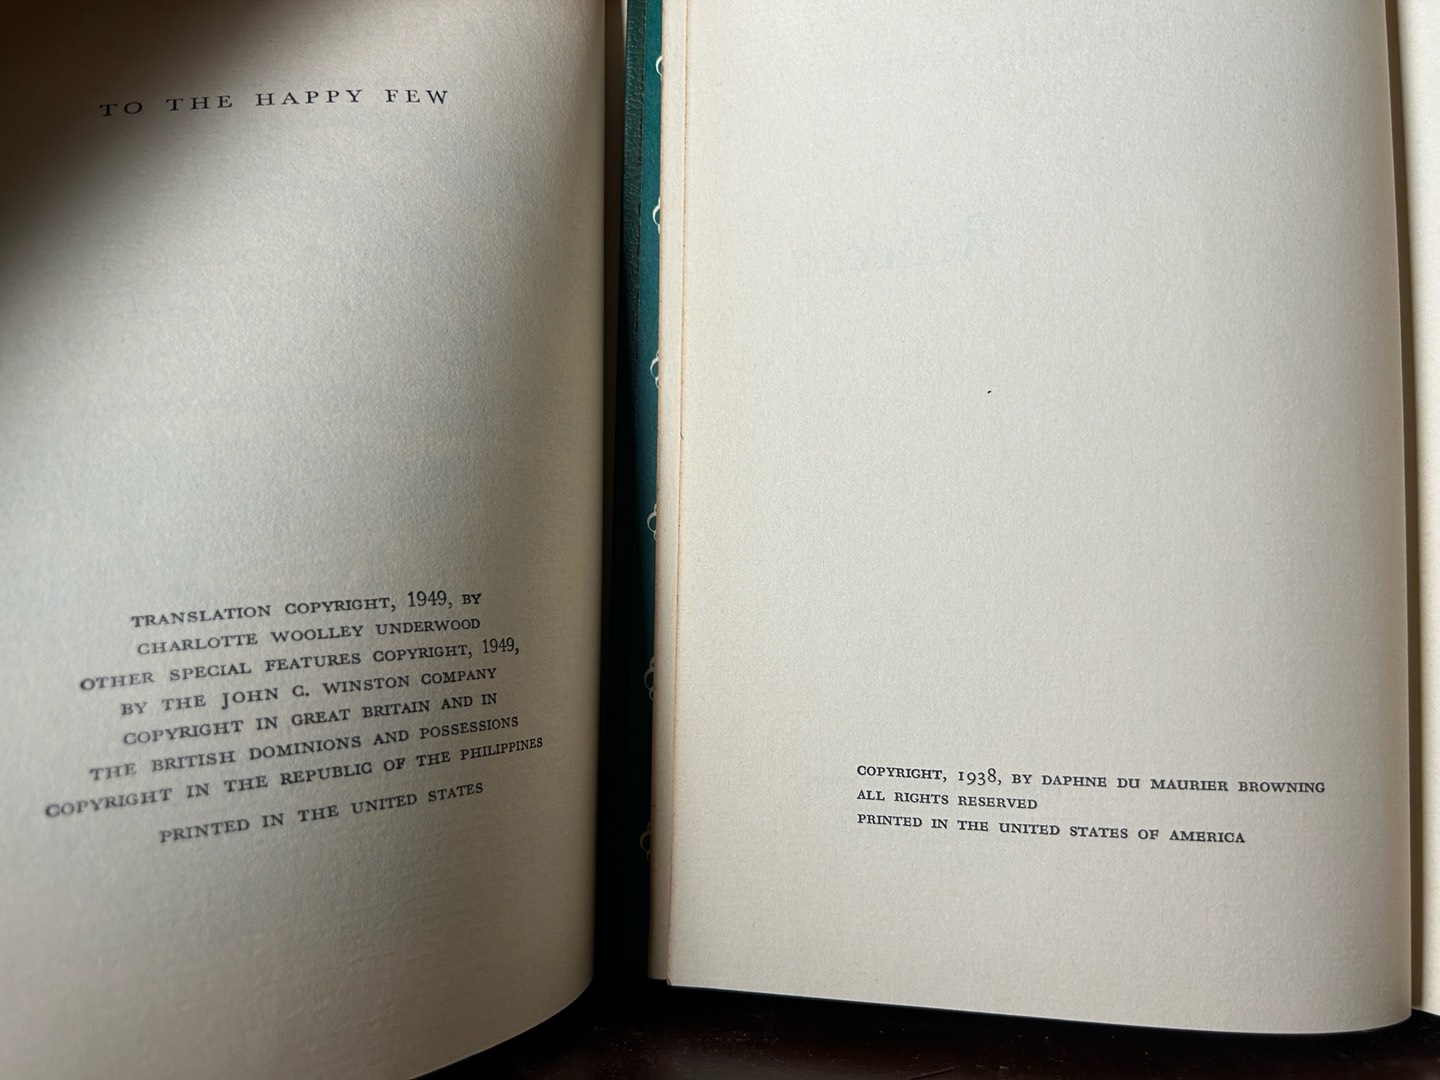 TO THE HAPPY FEW
TRANSLATION COPYRIGHT, 1949, BY
CHARLOTTE WOOLLEY UNDERWOOD
OTHER SPECIAL FEATURES COPYRIGHT, 1949,
BY THE JOHN C. WINSTON COMPANY
COPYRIGHT IN GREAT BRITAIN AND IN
THE BRITISH DOMINIONS AND POSSESSIONS
COPYRIGHT IN THE REPUBLIC OF THE PHILIPPINES
PRINTED IN THE UNITED STATES
COPYRIGHT, 1938, BY DAPHNE DU MAURIER BROWNING
ALL RIGHTS RESERVED
PRINTED IN THE UNITED STATES OF AMERICA